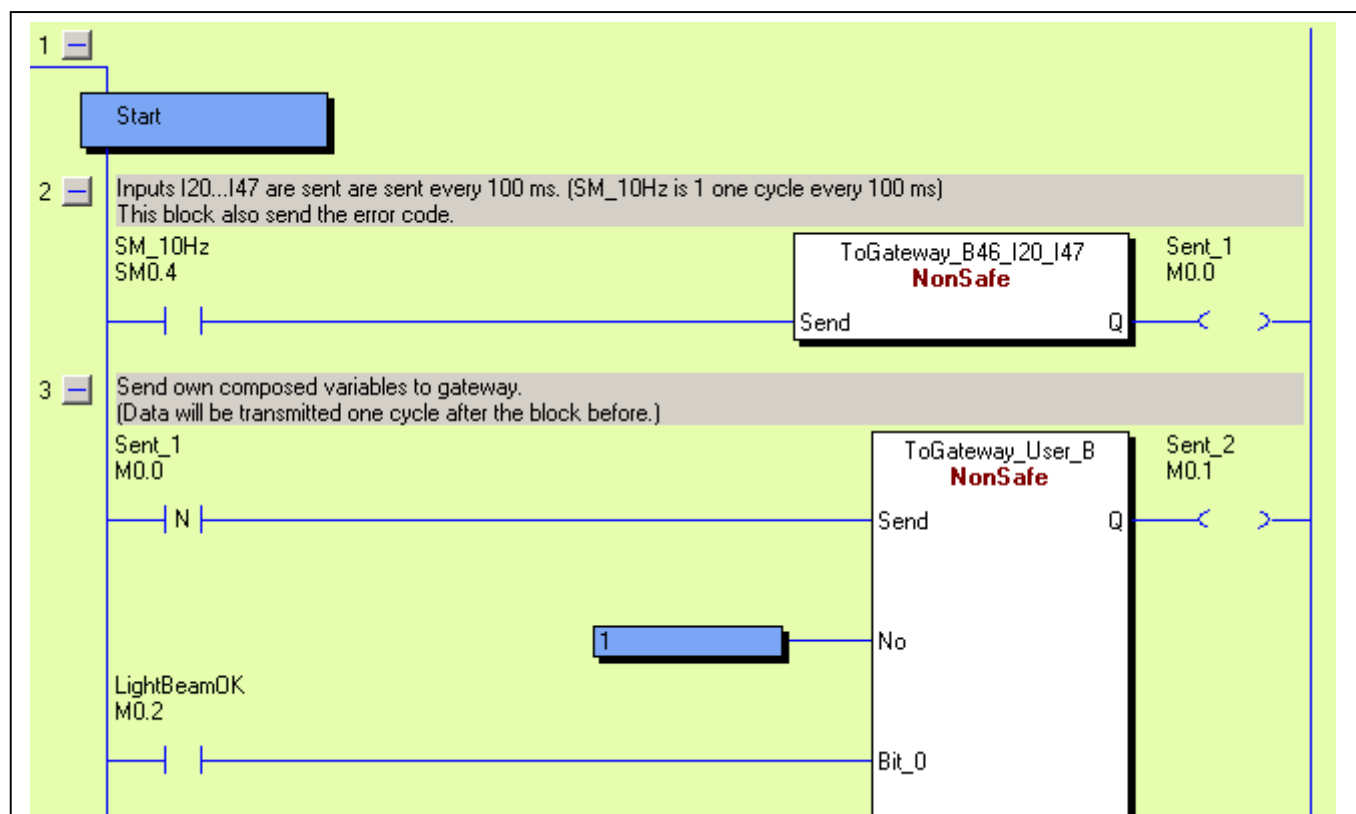 1
Start
2
Inputs I20...I47 are sent are sent every 100 ms. (SM_10Hz is 1 one cycle every 100 ms)
This block also send the error code.
SM_10Hz
SM0.4
ToGateway_B46_I20_I47
NonSafe
Send
Q
Sent_1
M0.0
3
Send own composed variables to gateway.
(Data will be transmitted one cycle after the block before.)
Sent_1
M0.0
N
ToGateway_User_B
NonSafe
Send
Q
Sent_2
M0.1
1
No
LightBeamOK
M0.2
Bit_0